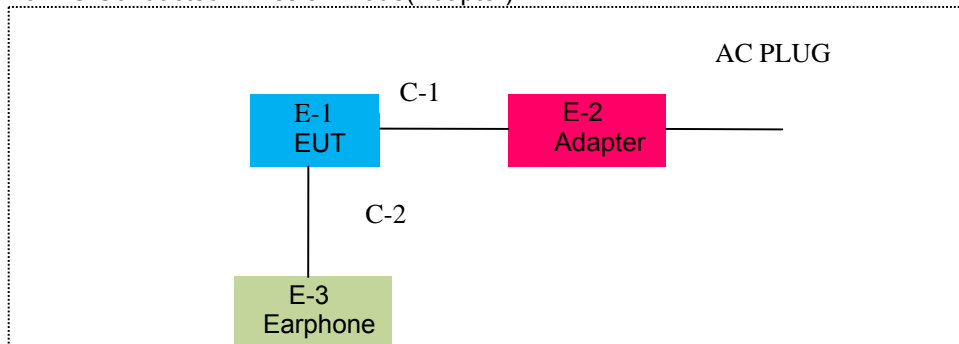 AC PLUG
C-1
E-1
EUT
E-2
Adapter
C-2
E-3
Earphone